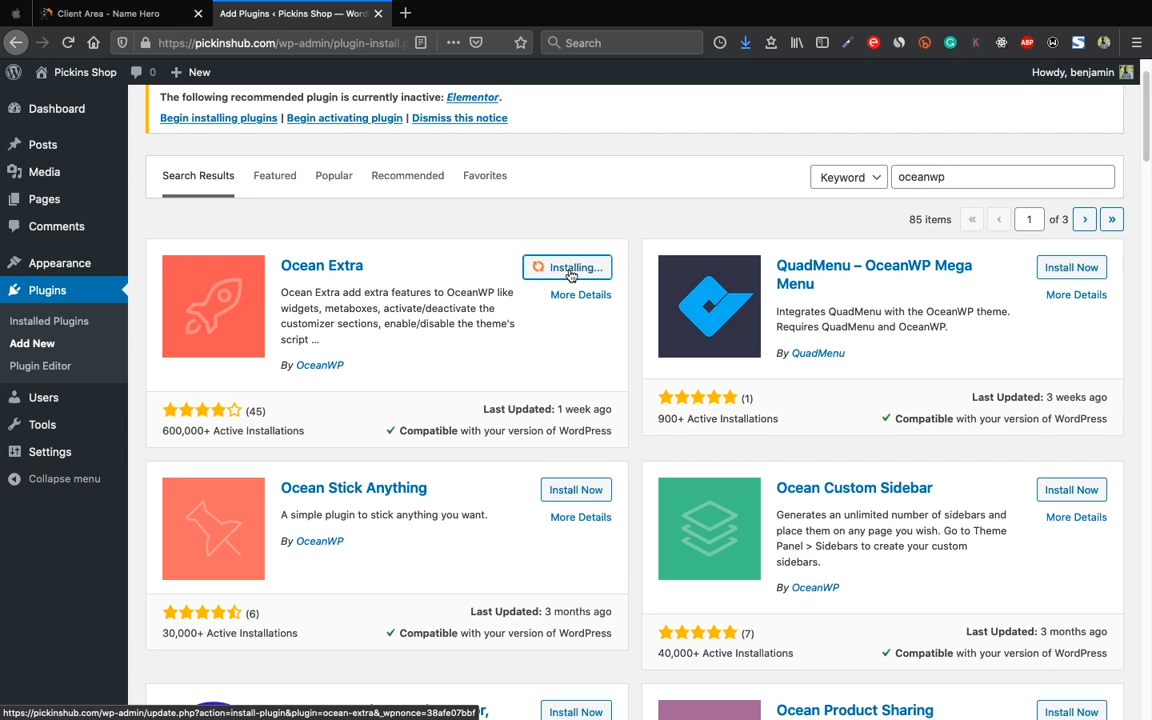 Client Area - Name Hero
Add Plugins ‹ Pickins Shop — Word
https://pickinshub.com/wp-admin/plugin-install.
Search
Pickins Shop
0
New
Howdy, benjamin
Dashboard
Posts
Media
Pages
Comments
Appearance
Plugins
Installed Plugins
Add New
Plugin Editor
Users
Tools
Settings
Collapse menu
The following recommended plugin is currently inactive: Elementor.
Begin installing plugins | Begin activating plugin | Dismiss this notice
Search Results
Featured
Popular
Recommended
Favorites
Keyword
oceanwp
85 items
«
‹
1
of 3
›
»
Ocean Extra
Installing...
More Details
Ocean Extra add extra features to OceanWP like
widgets, metaboxes, activate/deactivate the
customizer sections, enable/disable the theme's
script ...
By OceanWP
(45)
600,000+ Active Installations
Last Updated: 1 week ago
Compatible with your version of WordPress
QuadMenu – OceanWP Mega
Menu
Install Now
More Details
Integrates QuadMenu with the OceanWP theme.
Requires QuadMenu and OceanWP.
By QuadMenu
(1)
900+ Active Installations
Last Updated: 3 weeks ago
Compatible with your version of WordPress
Ocean Stick Anything
Install Now
More Details
A simple plugin to stick anything you want.
By OceanWP
(6)
30,000+ Active Installations
Last Updated: 3 months ago
Compatible with your version of WordPress
Ocean Custom Sidebar
Install Now
More Details
Generates an unlimited number of sidebars and
place them on any page you wish. Go to Theme
Panel > Sidebars to create your custom
sidebars.
By OceanWP
(7)
40,000+ Active Installations
Last Updated: 3 months ago
Compatible with your version of WordPress
Install Now
Ocean Product Sharing
Install Now
https://pickinshub.com/wp-admin/update.php?action=install-plugin&plugin=ocean-extra&_wpnonce=38afe07bbf
ABP